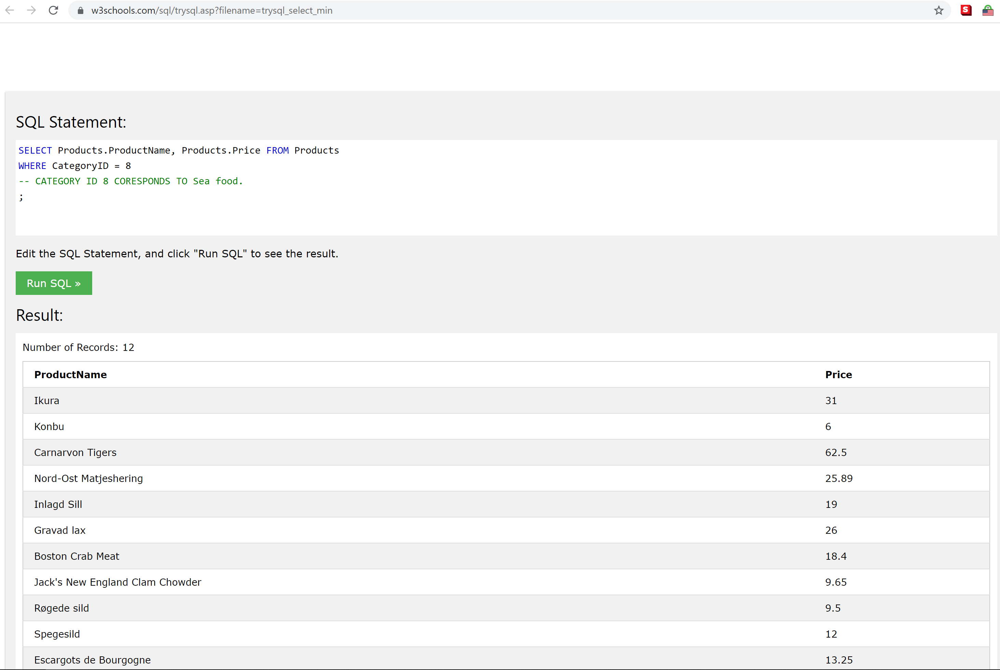 w3schools.com/sql/trysql.asp?filename=trysql_select_min
S
SQL Statement:
SELECT Products.ProductName, Products.Price FROM Products
WHERE CategoryID = 8
-- CATEGORY ID 8 CORESPONDS TO Sea food.
;
Edit the SQL Statement, and click "Run SQL" to see the result.
Run SQL »
Result:
Number of Records: 12
ProductName Price
Ikura 31
Konbu 6
Carnarvon Tigers 62.5
Nord-Ost Matjeshering 25.89
Inlagd Sill 19
Gravad lax 26
Boston Crab Meat 18.4
Jack's New England Clam Chowder 9.65
Røgede sild 9.5
Spegesild 12
Escargots de Bourgogne 13.25